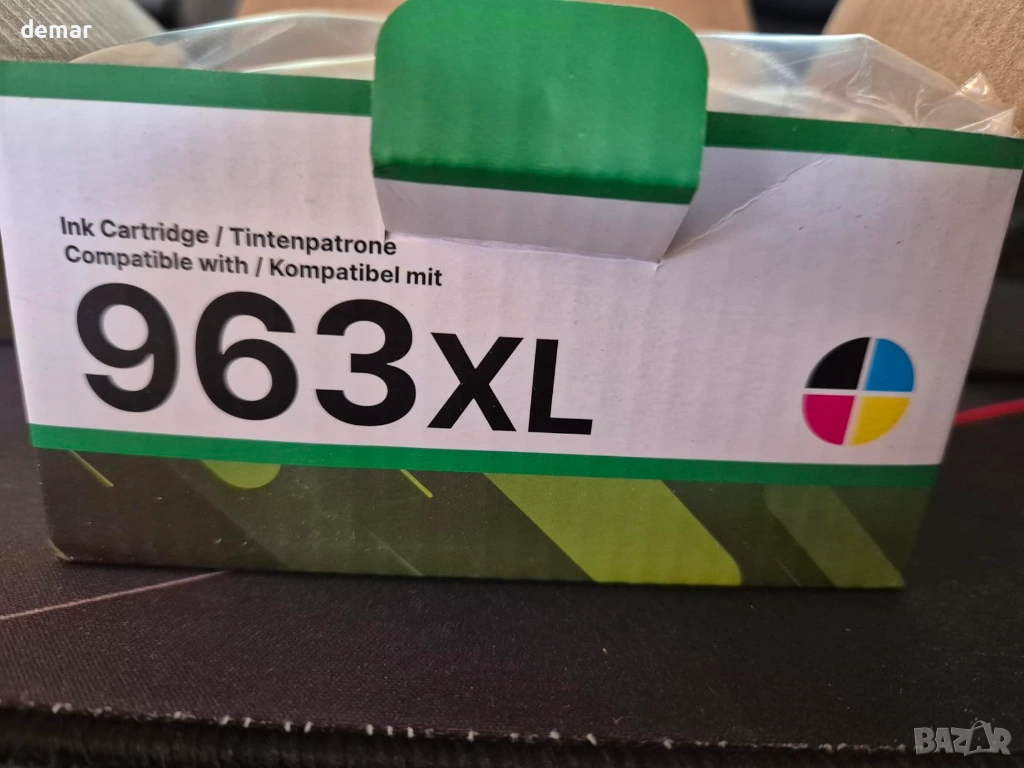 demar
Ink Cartridge / Tintenpatrone
Compatible with / Kompatibel mit
963XL
BAZAR